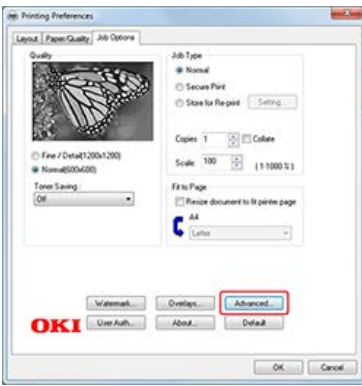 Printing Preferences
Layout Paper/Quality Job Options
Quality
Fine / Detail(1200x1200)
Normal(600x600)
Toner Saving :
Off
Job Type
Normal
Secure Print
Store for Re-print Setting...
Copies 1 Collate
Scale: 100 ( 1-1000 % )
Fit to Page
Resize document to fit printer page
A4
Letter
Watermark... Overlays... Advanced...
OKI User Auth... About... Default
OK Cancel